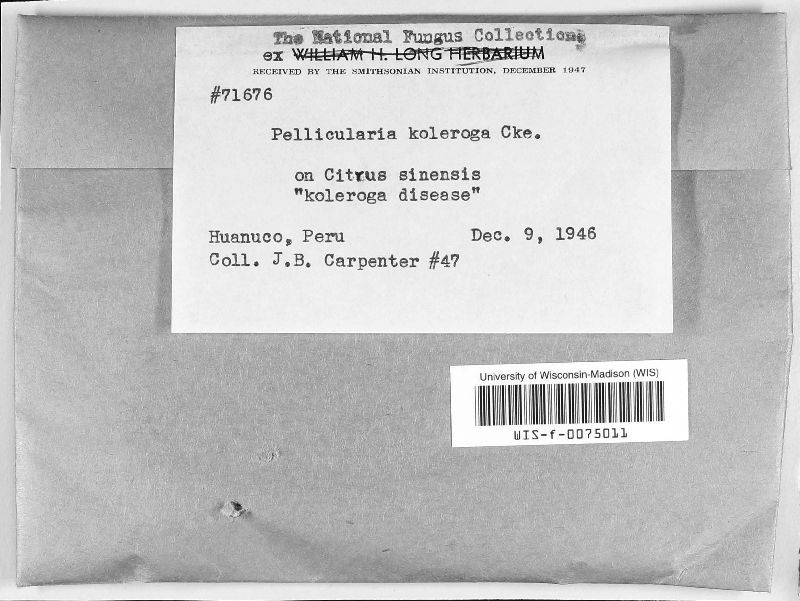 The National Fungus Collections
ex WILLIAM H. LONG HERBARIUM
RECEIVED BY THE SMITHSONIAN INSTITUTION, DECEMBER 1947
#71676
Pellicularia koleroga Cke.
on Citrus sinensis
"koleroga disease"
Huanuco, Peru Dec. 9, 1946
Coll. J.B. Carpenter #47
University of Wisconsin-Madison (WIS)
WIS-f-0075011